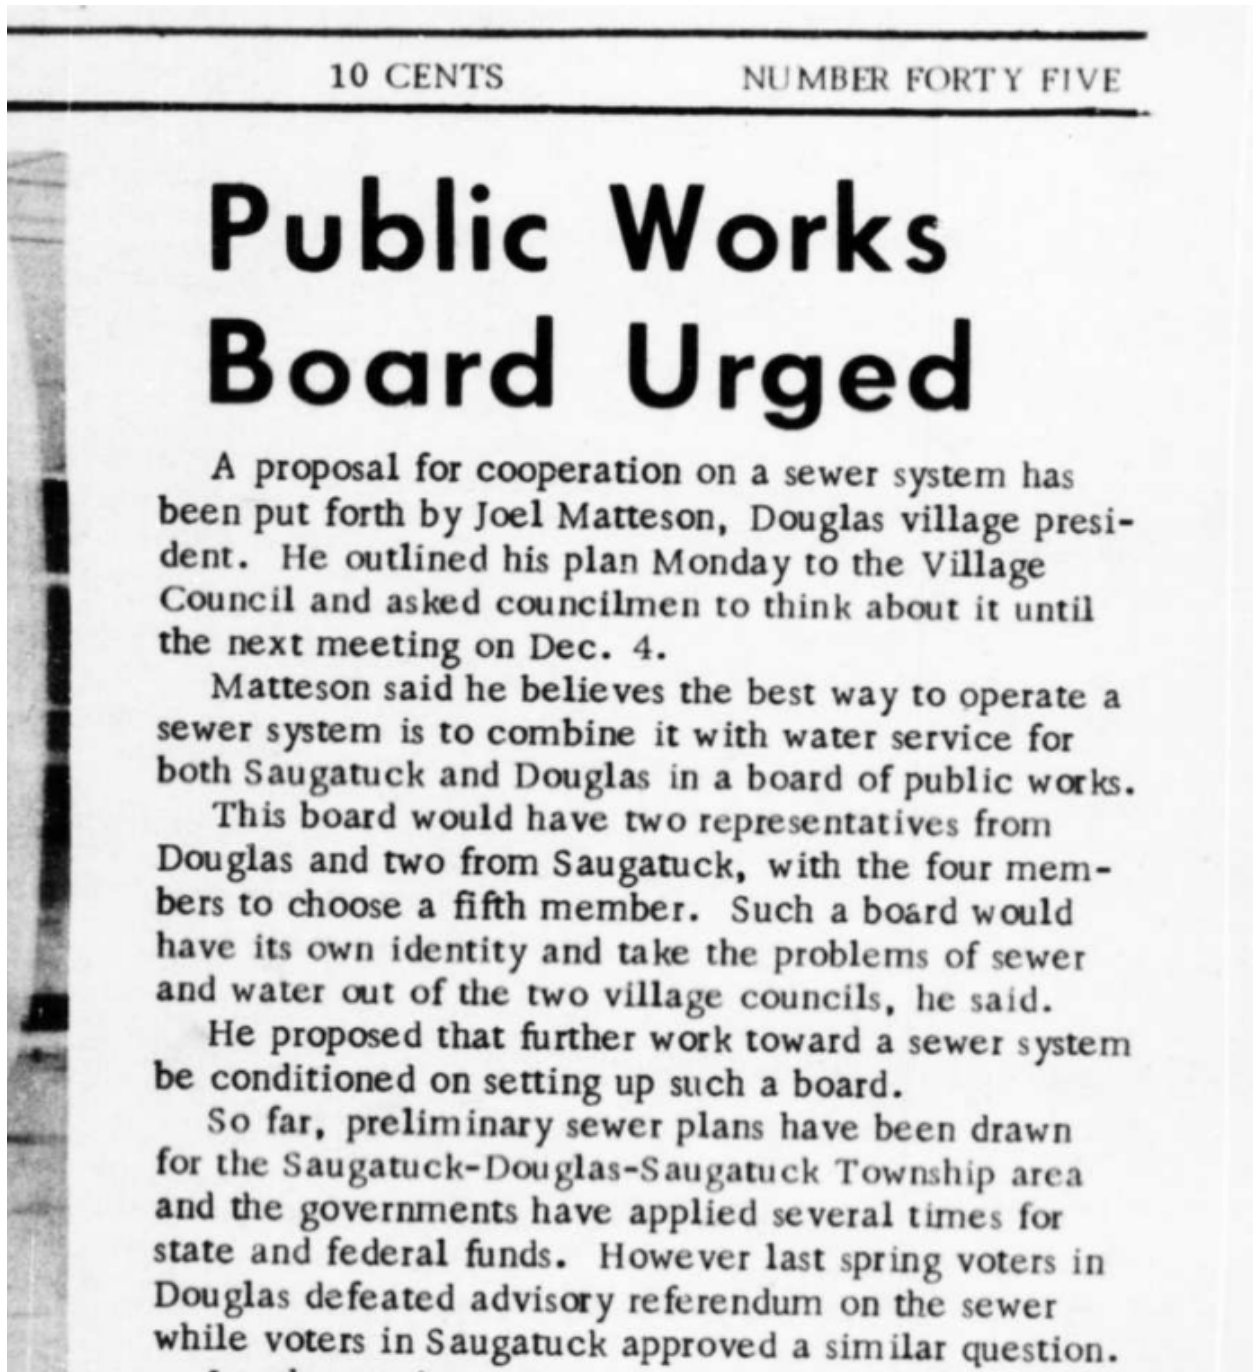 10 CENTS NUMBER FORTY FIVE
Public Works
Board Urged
A proposal for cooperation on a sewer system has
been put forth by Joel Matteson, Douglas village presi-
dent. He outlined his plan Monday to the Village
Council and asked councilmen to think about it until
the next meeting on Dec. 4.
Matteson said he believes the best way to operate a
sewer system is to combine it with water service for
both Saugatuck and Douglas in a board of public works.
This board would have two representatives from
Douglas and two from Saugatuck, with the four mem-
bers to choose a fifth member. Such a board would
have its own identity and take the problems of sewer
and water out of the two village councils, he said.
He proposed that further work toward a sewer system
be conditioned on setting up such a board.
So far, preliminary sewer plans have been drawn
for the Saugatuck-Douglas-Saugatuck Township area
and the governments have applied several times for
state and federal funds. However last spring voters in
Douglas defeated advisory referendum on the sewer
while voters in Saugatuck approved a similar question.